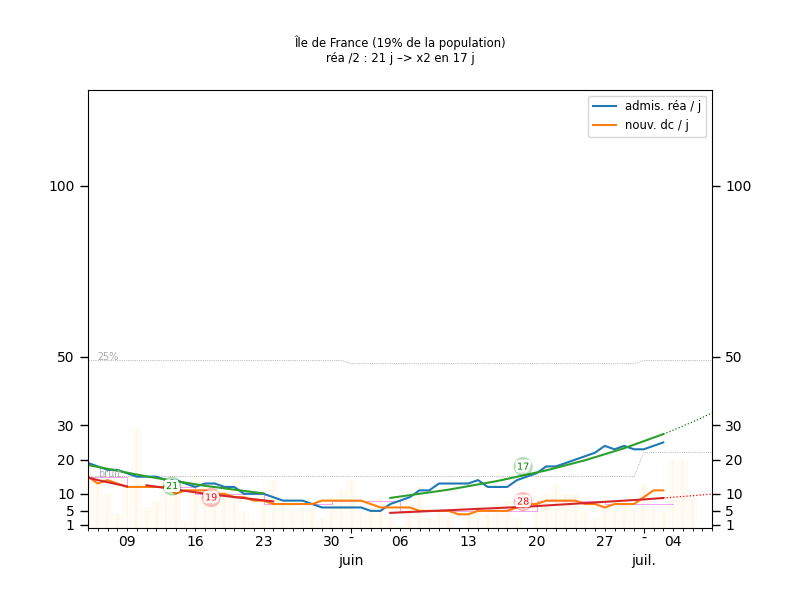 Île de France (19% de la population)
réa /2 : 21 j –> x2 en 17 j
admis. réa / j
nouv. dc / j
100 100
50 50
25%
30 30
20 20
bruit
17
21
19
28
10 10
5 5
1 1
09 16 23 30 - 06 13 20 27 - 04
juin juil.